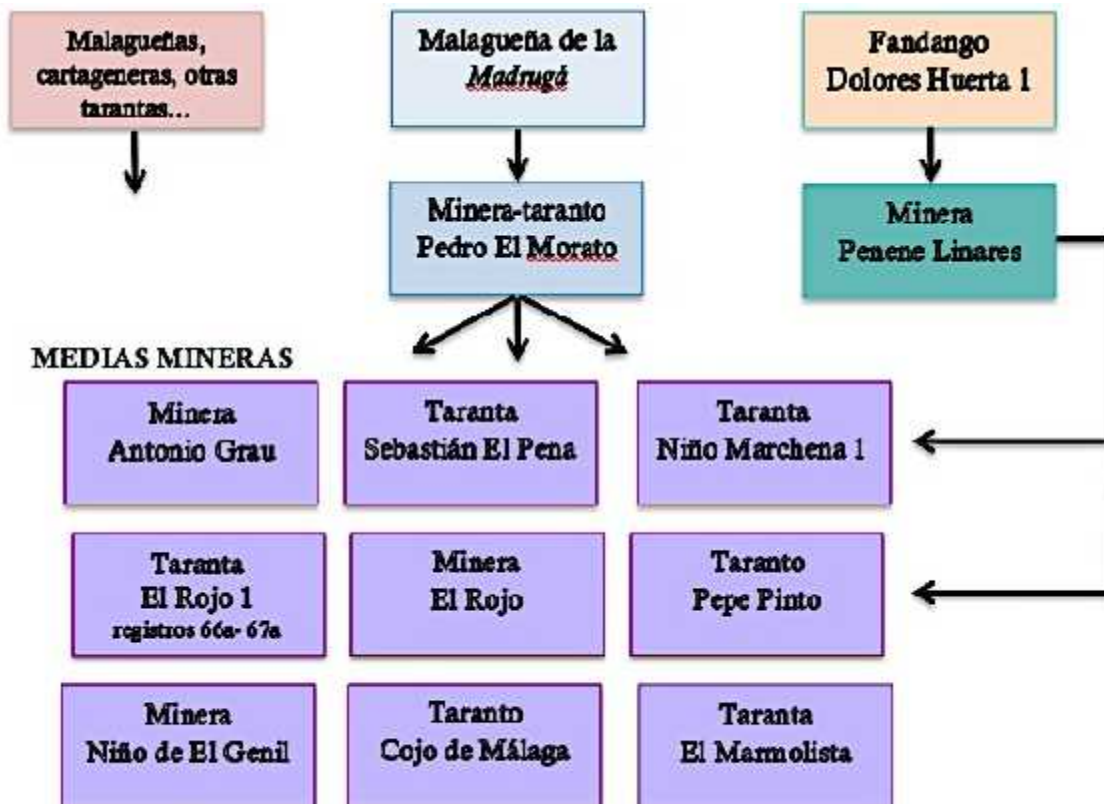 Malagueñas,
cartageneras, otras
tarantas...
Malagueña de la
Madrugá
Fandango
Dolores Huerta 1
Minera-taranto
Pedro El Morato
Minera
Penene Linares
MEDIAS MINERAS
Minera
Antonio Grau
Taranta
Sebastián El Pena
Taranta
Niño Marchena 1
Taranta
El Rojo 1
registros 66a- 67a
Minera
El Rojo
Taranto
Pepe Pinto
Minera
Niño de El Genil
Taranto
Cojo de Málaga
Taranta
El Marmolista